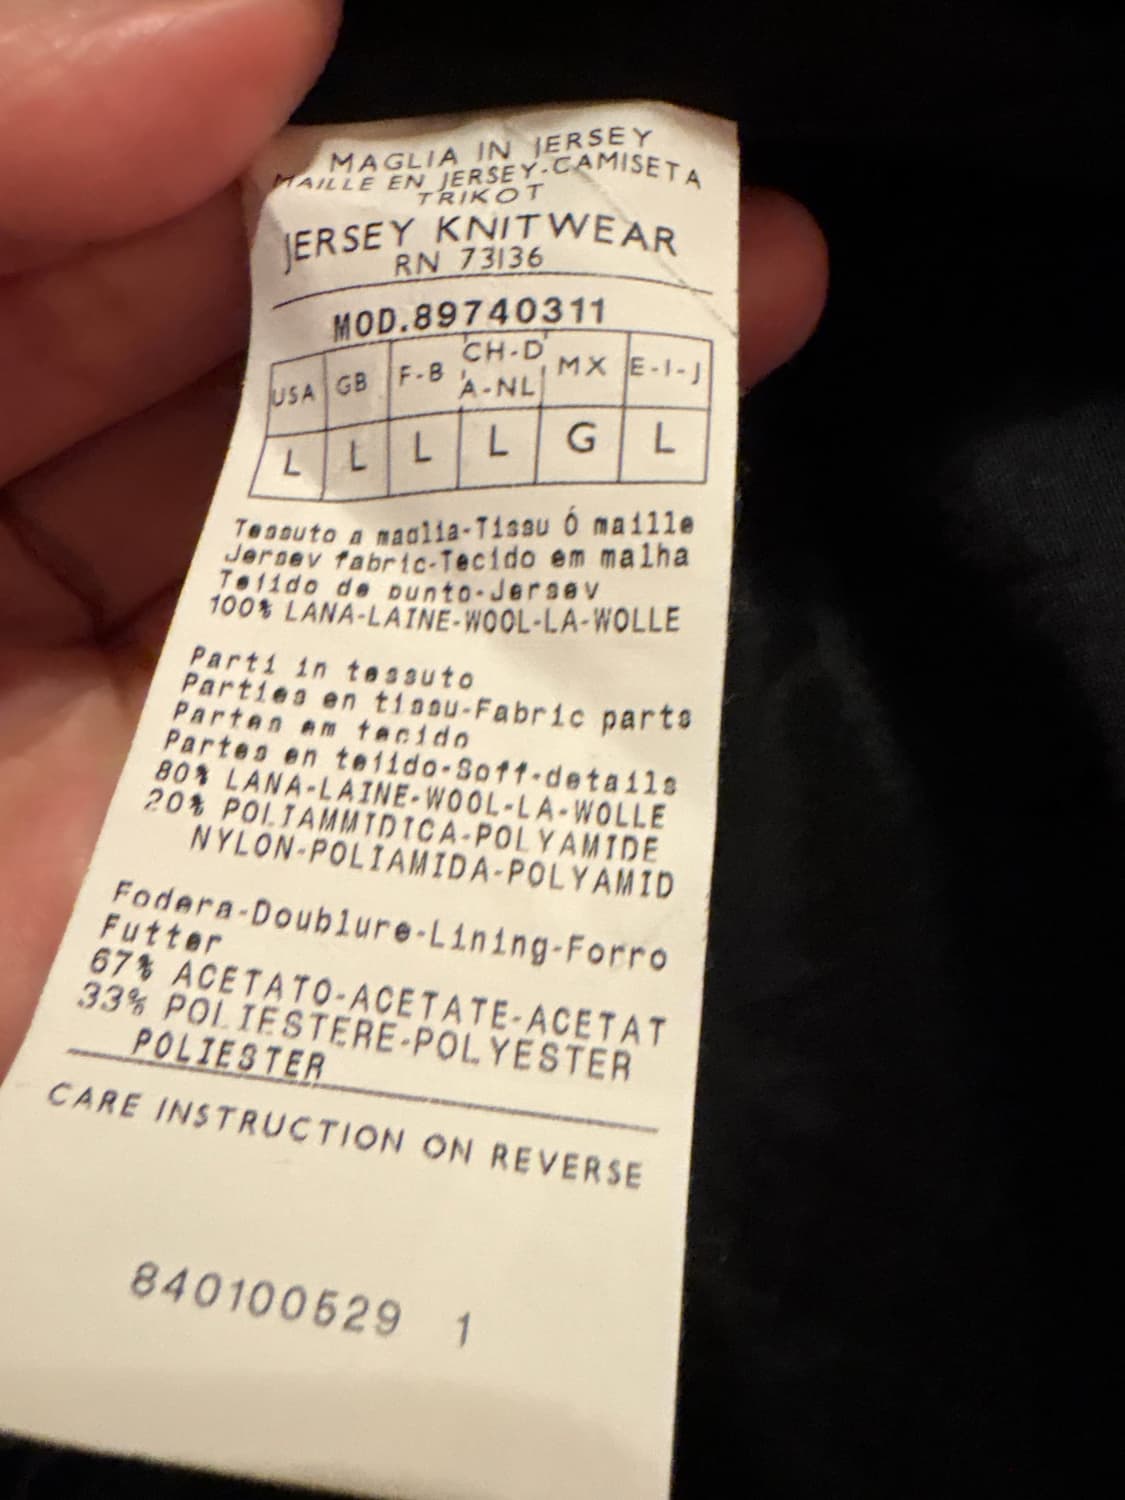 MAGLIA IN JERSEY
MAILLE EN JERSEY-CAMISETA
TRIKOT
JERSEY KNITWEAR
RN 73136
MOD.89740311
USA GB F-B CH-D A-NL MX E-I-J
L L L L G L
Tessuto a maglia-Tissu Ó maille
Jersey fabric-Tecido em malha
Tejido de punto-Jersey
100% LANA-LAINE-WOOL-LA-WOLLE
Parti in tessuto
Parties en tissu-Fabric parts
Partes em tecido
Partes en tejido-Soff-details
80% LANA-LAINE-WOOL-LA-WOLLE
20% POLIAMMIDICA-POLYAMIDE
NYLON-POLIAMIDA-POLYAMID
Fodera-Doublure-Lining-Forro
Futter
67% ACETATO-ACETATE-ACETAT
33% POLIESTERE-POLYESTER
POLIESTER
CARE INSTRUCTION ON REVERSE
840100529 1